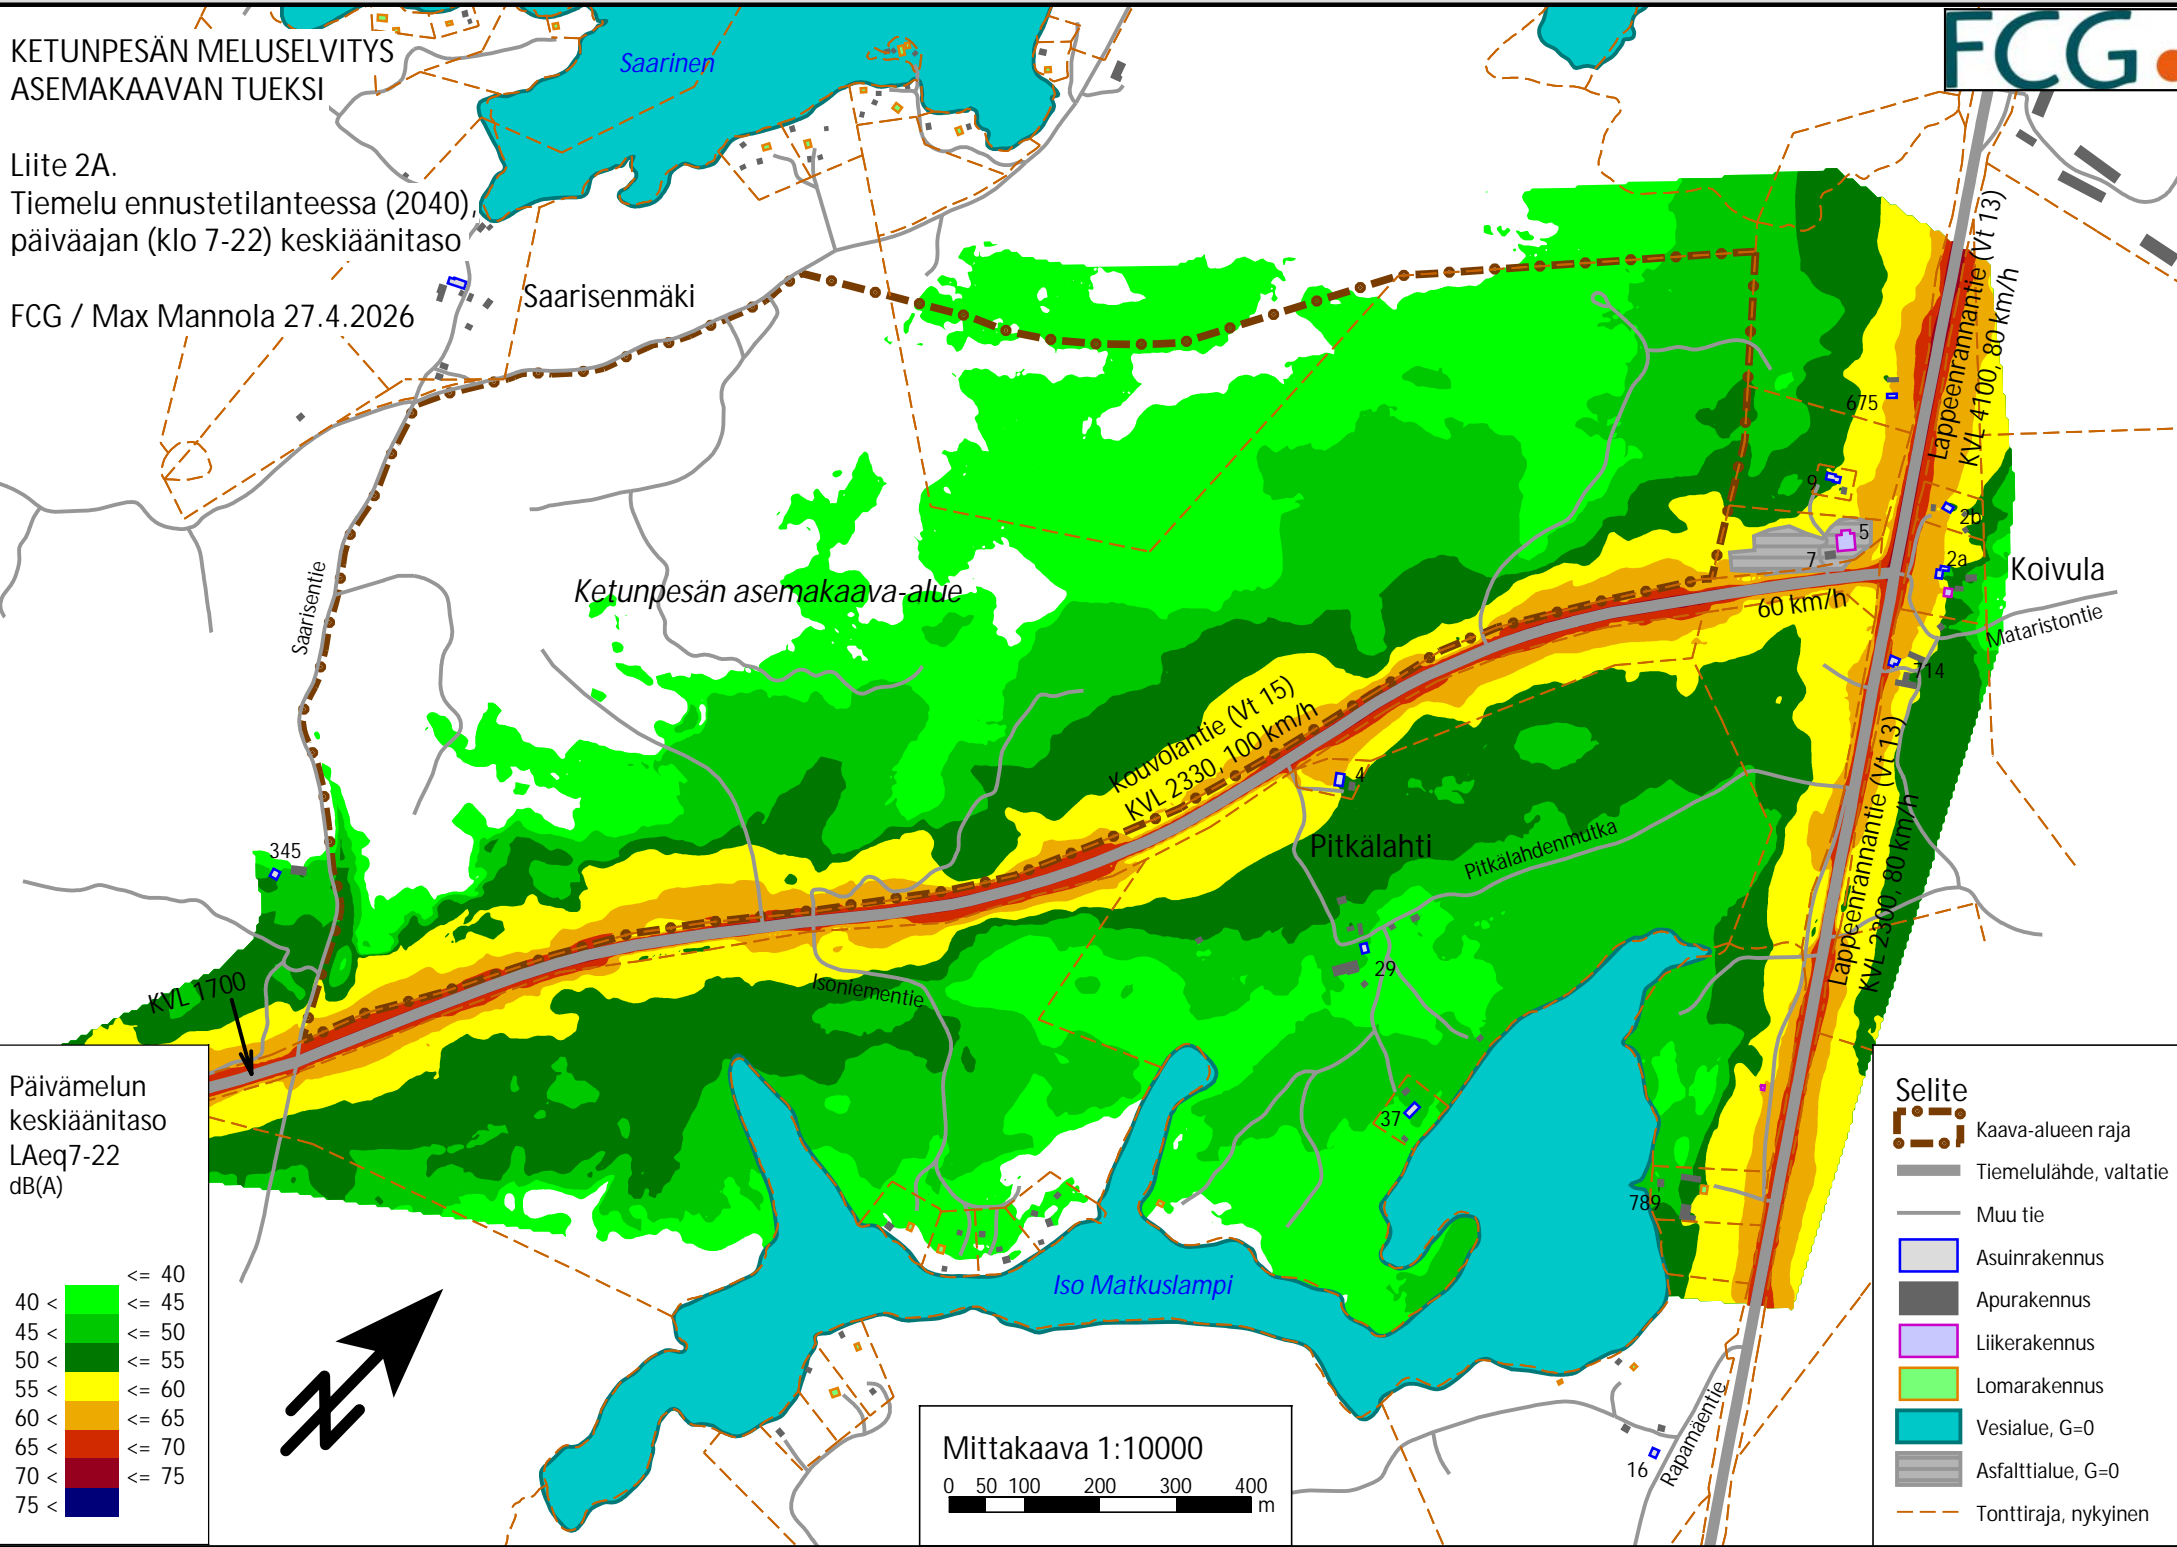 KETUNPESÄN MELUSELVITYS
ASEMAKAAVAN TUEKSI
Liite 2A.
Tiemelu ennustetilanteessa (2040),
päiväajan (klo 7-22) keskiäänitaso
FCG / Max Mannola 27.4.2026
FCG
Saarinen
Saarisenmäki
Saarisentie
Ketunpesän asemakaava-alue
Lappeenrannantie (Vt 13)
KVL 4100, 80 km/h
675
9
5
7
2b
2a
Koivula
60 km/h
Mataristontie
714
Kouvolantie (Vt 15)
KVL 2330, 100 km/h
4
Pitkälahti
Pitkälahdenmutka
Lappeenrannantie (Vt 13)
KVL 2300, 80 km/h
345
KVL 1700
Isoniementie
29
37
789
Iso Matkuslampi
16
Rapamäentie
Päivämelun
keskiäänitaso
LAeq7-22
dB(A)
<= 40
40 < <= 45
45 < <= 50
50 < <= 55
55 < <= 60
60 < <= 65
65 < <= 70
70 < <= 75
75 <
Mittakaava 1:10000
0 50 100 200 300 400
m
Selite
Kaava-alueen raja
Tiemelulähde, valtatie
Muu tie
Asuinrakennus
Apurakennus
Liikerakennus
Lomarakennus
Vesialue, G=0
Asfalttialue, G=0
Tonttiraja, nykyinen